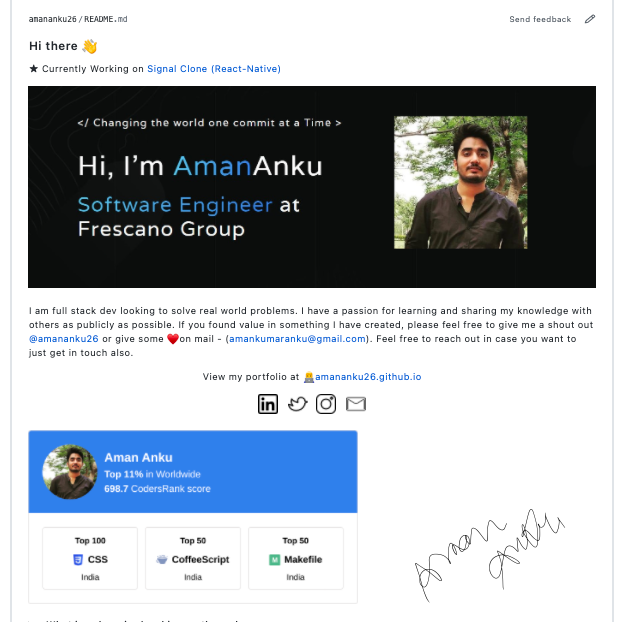 amananku26/README.md
Send feedback
Hi there 👋
★ Currently Working on Signal Clone (React-Native)
</ Changing the world one commit at a Time >
Hi, I'm AmanAnku
Software Engineer at
Frescano Group
I am full stack dev looking to solve real world problems. I have a passion for learning and sharing my knowledge with
others as publicly as possible. If you found value in something I have created, please feel free to give me a shout out
@amananku26 or give some ❤️on mail - (amankumaranku@gmail.com). Feel free to reach out in case you want to
just get in touch also.
View my portfolio at 👨‍💻amananku26.github.io
in
Aman Anku
Top 11% in Worldwide
698.7 CodersRank score
Top 100
CSS
India
Top 50
CoffeeScript
India
Top 50
M Makefile
India
Aman
Anku